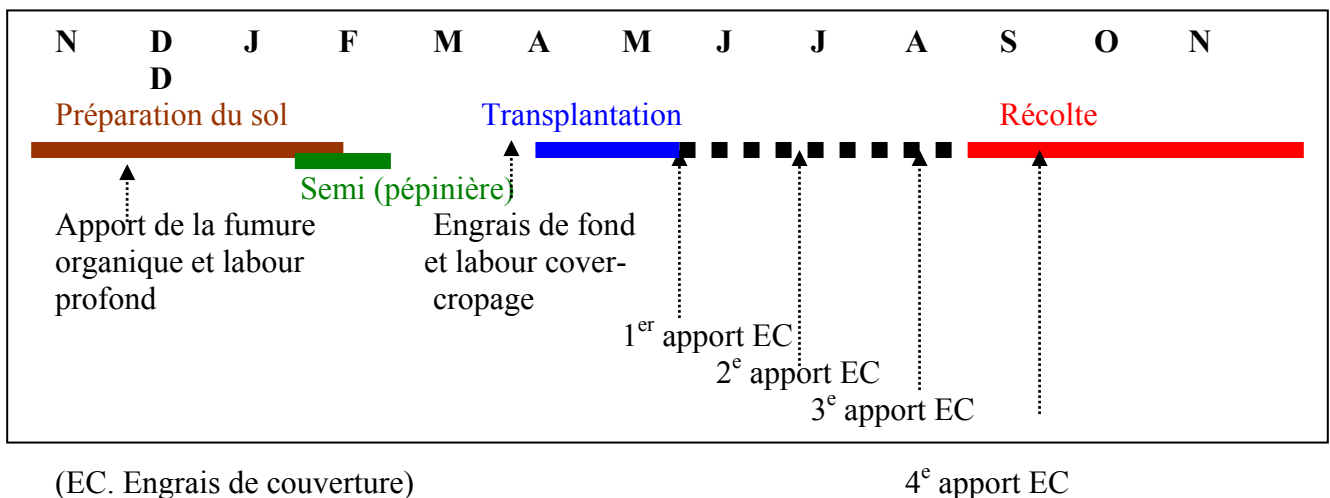 N D J F M A M J J A S O N
D
Préparation du sol Transplantation Récolte
Semi (pépinière)
Apport de la fumure Engrais de fond
organique et labour et labour cover-
profond cropage
1er apport EC
2e apport EC
3e apport EC
(EC. Engrais de couverture) 4e apport EC